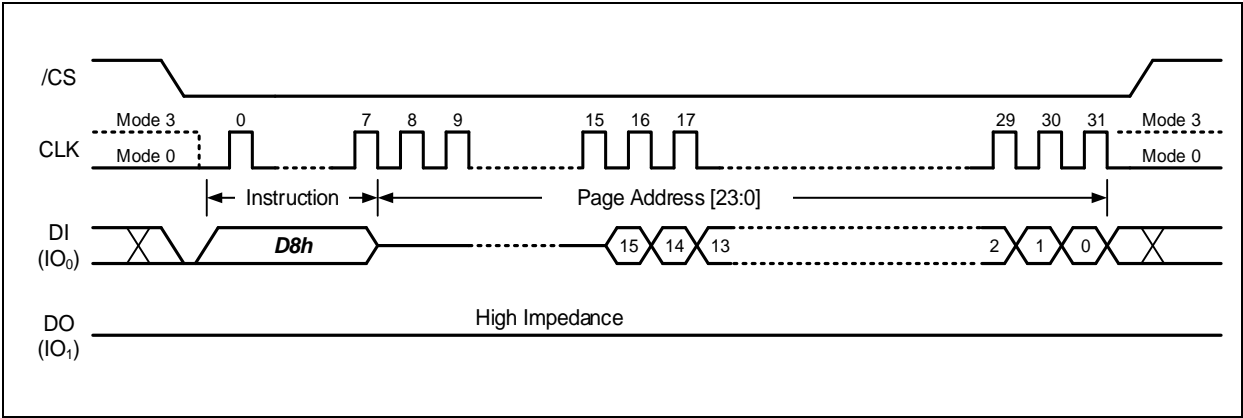 /CS
Mode 3 0 7 8 9 15 16 17 29 30 31 Mode 3
CLK
Mode 0 Mode 0
Instruction Page Address [23:0]
DI
(IO₀)
D8h 15 14 13 2 1 0
High Impedance
DO
(IO₁)